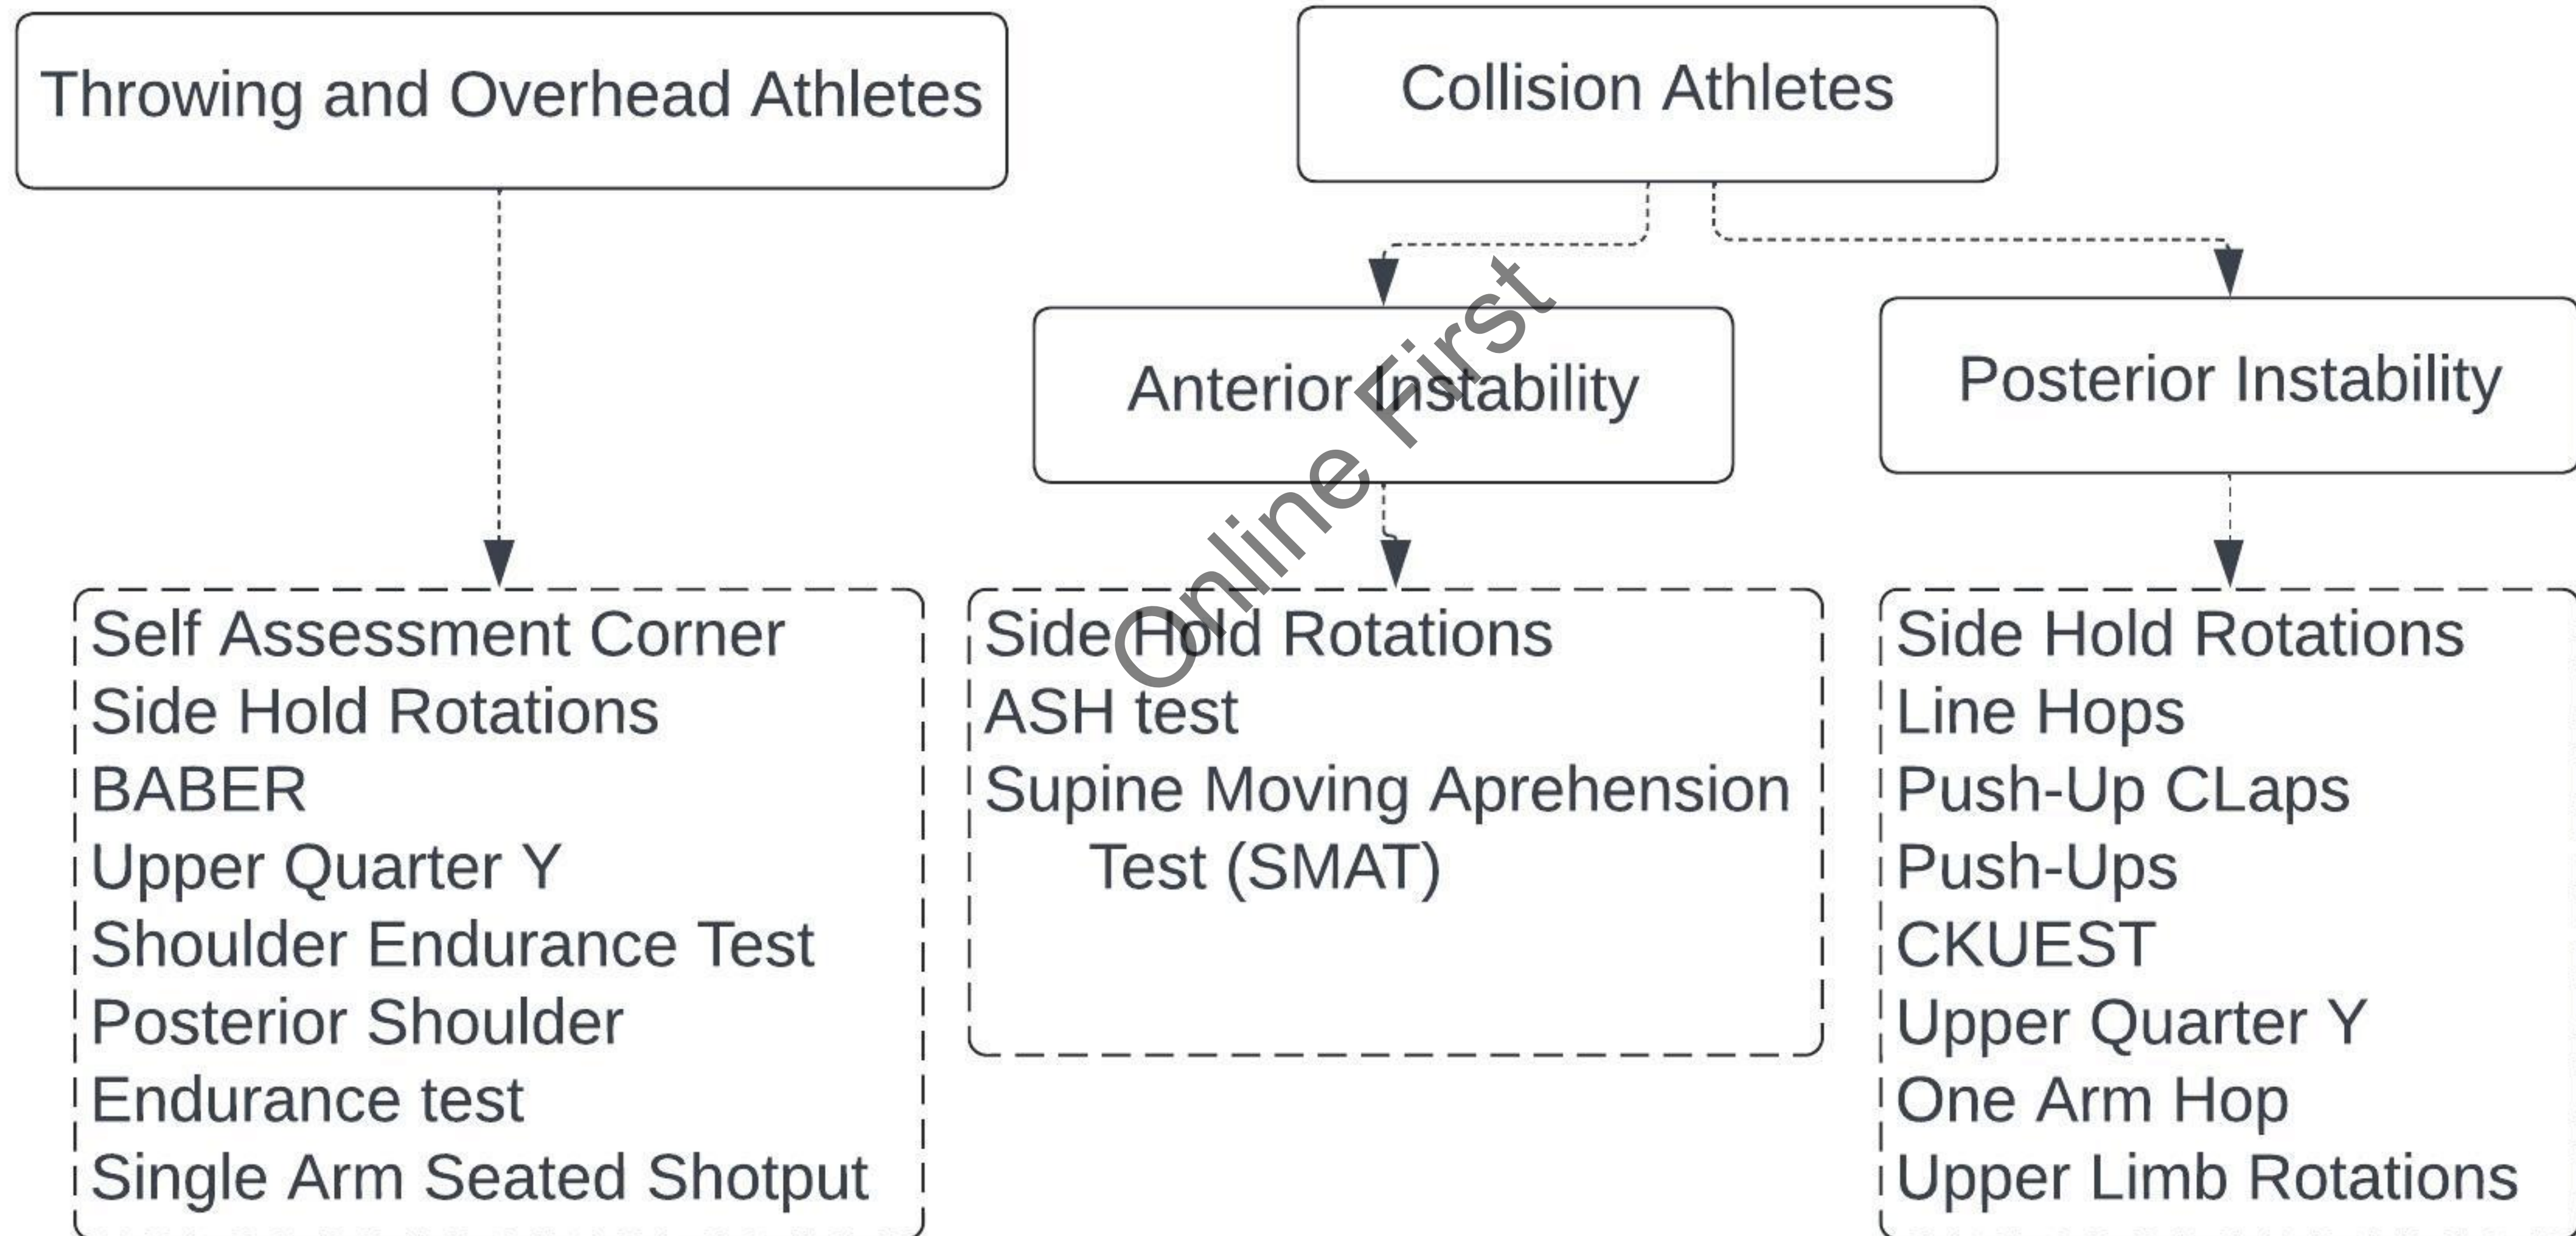 Throwing and Overhead Athletes
Collision Athletes
Anterior Instability
Posterior Instability
Self Assessment Corner
Side Hold Rotations
BABER
Upper Quarter Y
Shoulder Endurance Test
Posterior Shoulder
Endurance test
Single Arm Seated Shotput
Side Hold Rotations
ASH test
Supine Moving Aprehension
Test (SMAT)
Side Hold Rotations
Line Hops
Push-Up CLaps
Push-Ups
CKUEST
Upper Quarter Y
One Arm Hop
Upper Limb Rotations
Online First